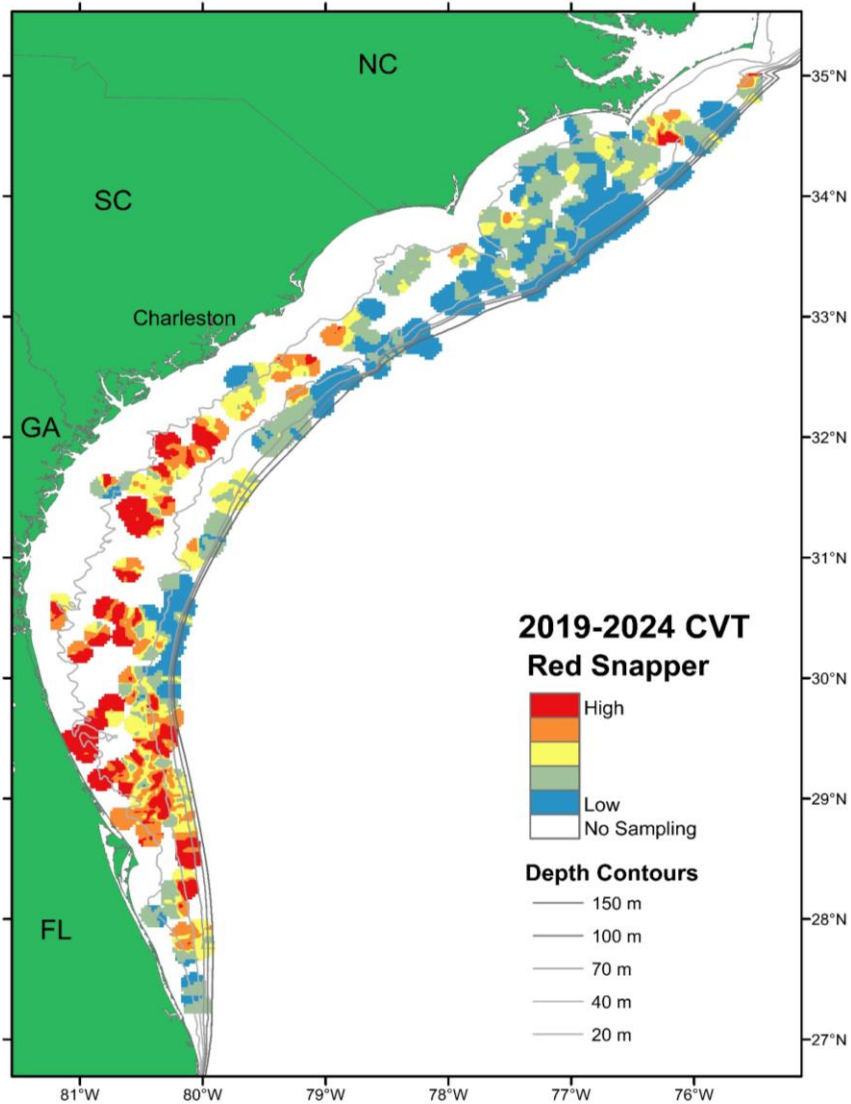 NC
35°N
SC
34°N
Charleston
33°N
GA
32°N
31°N
2019-2024 CVT
Red Snapper
30°N
High
29°N
Low
No Sampling
Depth Contours
150 m
28°N
FL
100 m
70 m
40 m
20 m
27°N
81°W 80°W 79°W 78°W 77°W 76°W